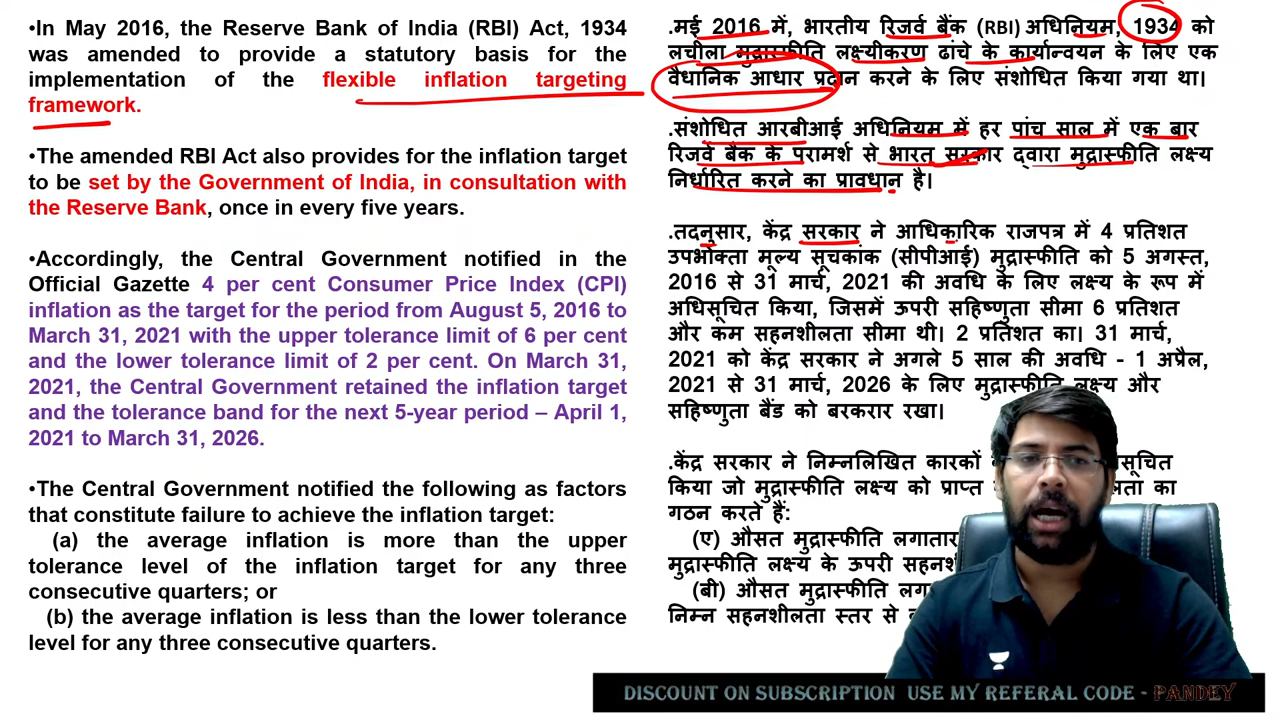 •In May 2016, the Reserve Bank of India (RBI) Act, 1934
was amended to provide a statutory basis for the
implementation of the flexible inflation targeting
framework.
•The amended RBI Act also provides for the inflation target
to be set by the Government of India, in consultation with
the Reserve Bank, once in every five years.
•Accordingly, the Central Government notified in the
Official Gazette 4 per cent Consumer Price Index (CPI)
inflation as the target for the period from August 5, 2016 to
March 31, 2021 with the upper tolerance limit of 6 per cent
and the lower tolerance limit of 2 per cent. On March 31,
2021, the Central Government retained the inflation target
and the tolerance band for the next 5-year period – April 1,
2021 to March 31, 2026.
•The Central Government notified the following as factors
that constitute failure to achieve the inflation target:
(a) the average inflation is more than the upper
tolerance level of the inflation target for any three
consecutive quarters; or
(b) the average inflation is less than the lower tolerance
level for any three consecutive quarters.
.मई 2016 में, भारतीय रिजर्व बैंक (RBI) अधिनियम, 1934 को
लचीला मुद्रास्फीति लक्ष्यीकरण ढांचे के कार्यान्वयन के लिए एक
वैधानिक आधार प्रदान करने के लिए संशोधित किया गया था।
.संशोधित आरबीआई अधिनियम में हर पांच साल में एक बार
रिजर्व बैंक के परामर्श से भारत सरकार द्वारा मुद्रास्फीति लक्ष्य
निर्धारित करने का प्रावधान है।
.तदनुसार, केंद्र सरकार ने आधिकारिक राजपत्र में 4 प्रतिशत
उपभोक्ता मूल्य सूचकांक (सीपीआई) मुद्रास्फीति को 5 अगस्त,
2016 से 31 मार्च, 2021 की अवधि के लिए लक्ष्य के रूप में
अधिसूचित किया, जिसमें ऊपरी सहिष्णुता सीमा 6 प्रतिशत
और कम सहनशीलता सीमा थी। 2 प्रतिशत का। 31 मार्च,
2021 को केंद्र सरकार ने अगले 5 साल की अवधि - 1 अप्रैल,
2021 से 31 मार्च, 2026 के लिए मुद्रास्फीति लक्ष्य और
सहिष्णुता बैंड को बरकरार रखा।
.केंद्र सरकार ने निम्नलिखित कारकों
किया जो मुद्रास्फीति लक्ष्य को प्राप्त का
गठन करते हैं:
(ए) औसत मुद्रास्फीति लगातार
मुद्रास्फीति लक्ष्य के ऊपरी
(बी) औसत मुद्रास्फीति
निम्न सहनशीलता स्तर से
DISCOUNT ON SUBSCRIPTION USE MY REFERAL CODE - PANDEY